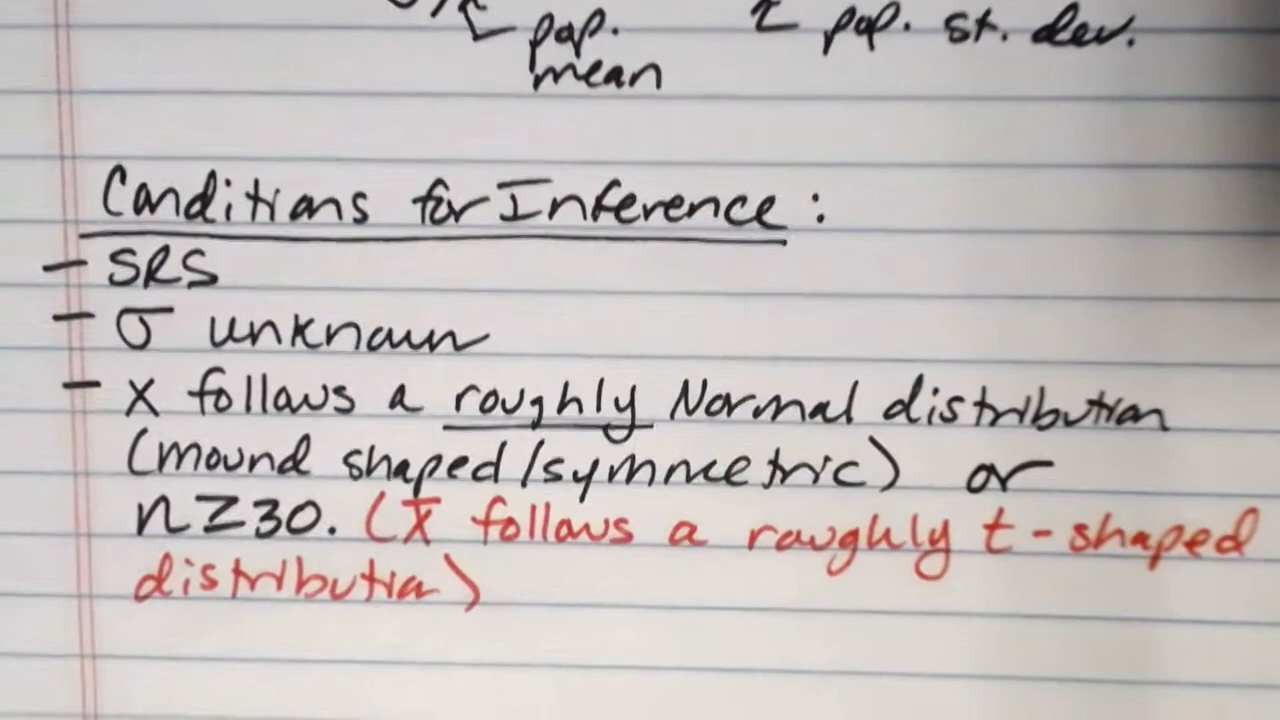 pop. pop. st. dev.
mean
Conditions for Inference:
- SRS
- σ unknown
- x follows a roughly Normal distribution
(mound shaped/symmetric) or
n≥30. (x̄ follows a roughly t-shaped
distribution)